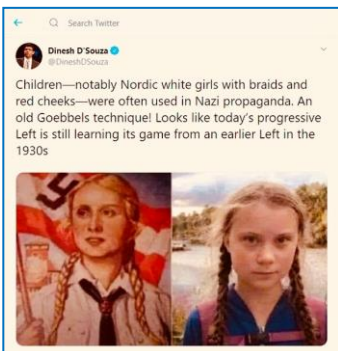 Search Twitter
Dinesh D'Souza
@DineshDSouza
Children—notably Nordic white girls with braids and
red cheeks—were often used in Nazi propaganda. An
old Goebbels technique! Looks like today's progressive
Left is still learning its game from an earlier Left in the
1930s